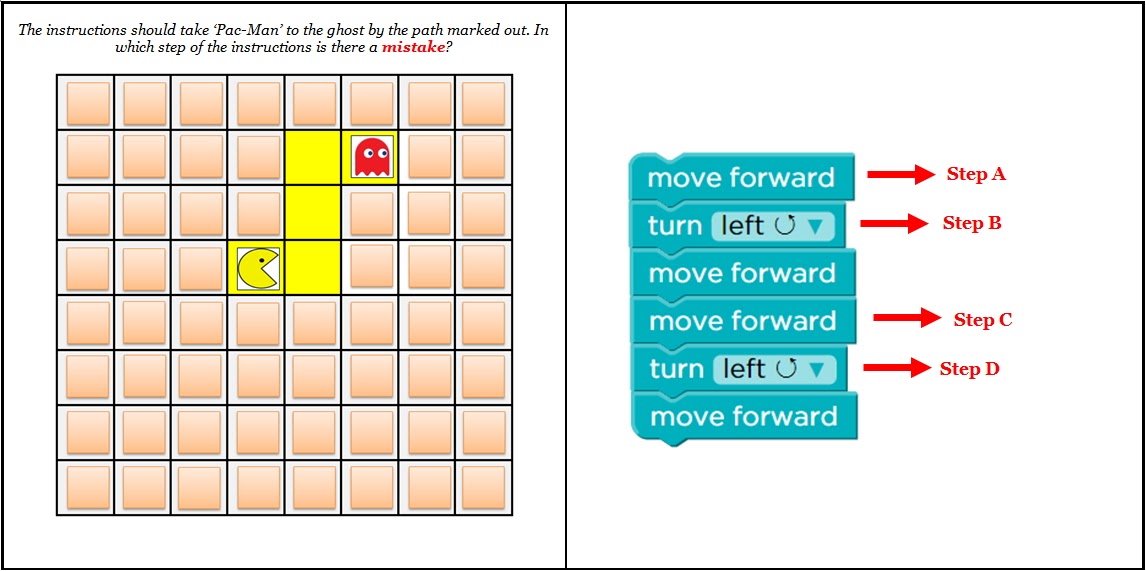 The instructions should take ‘Pac-Man’ to the ghost by the path marked out. In
which step of the instructions is there a mistake?
move forward
Step A
turn left
Step B
move forward
move forward
Step C
turn left
Step D
move forward